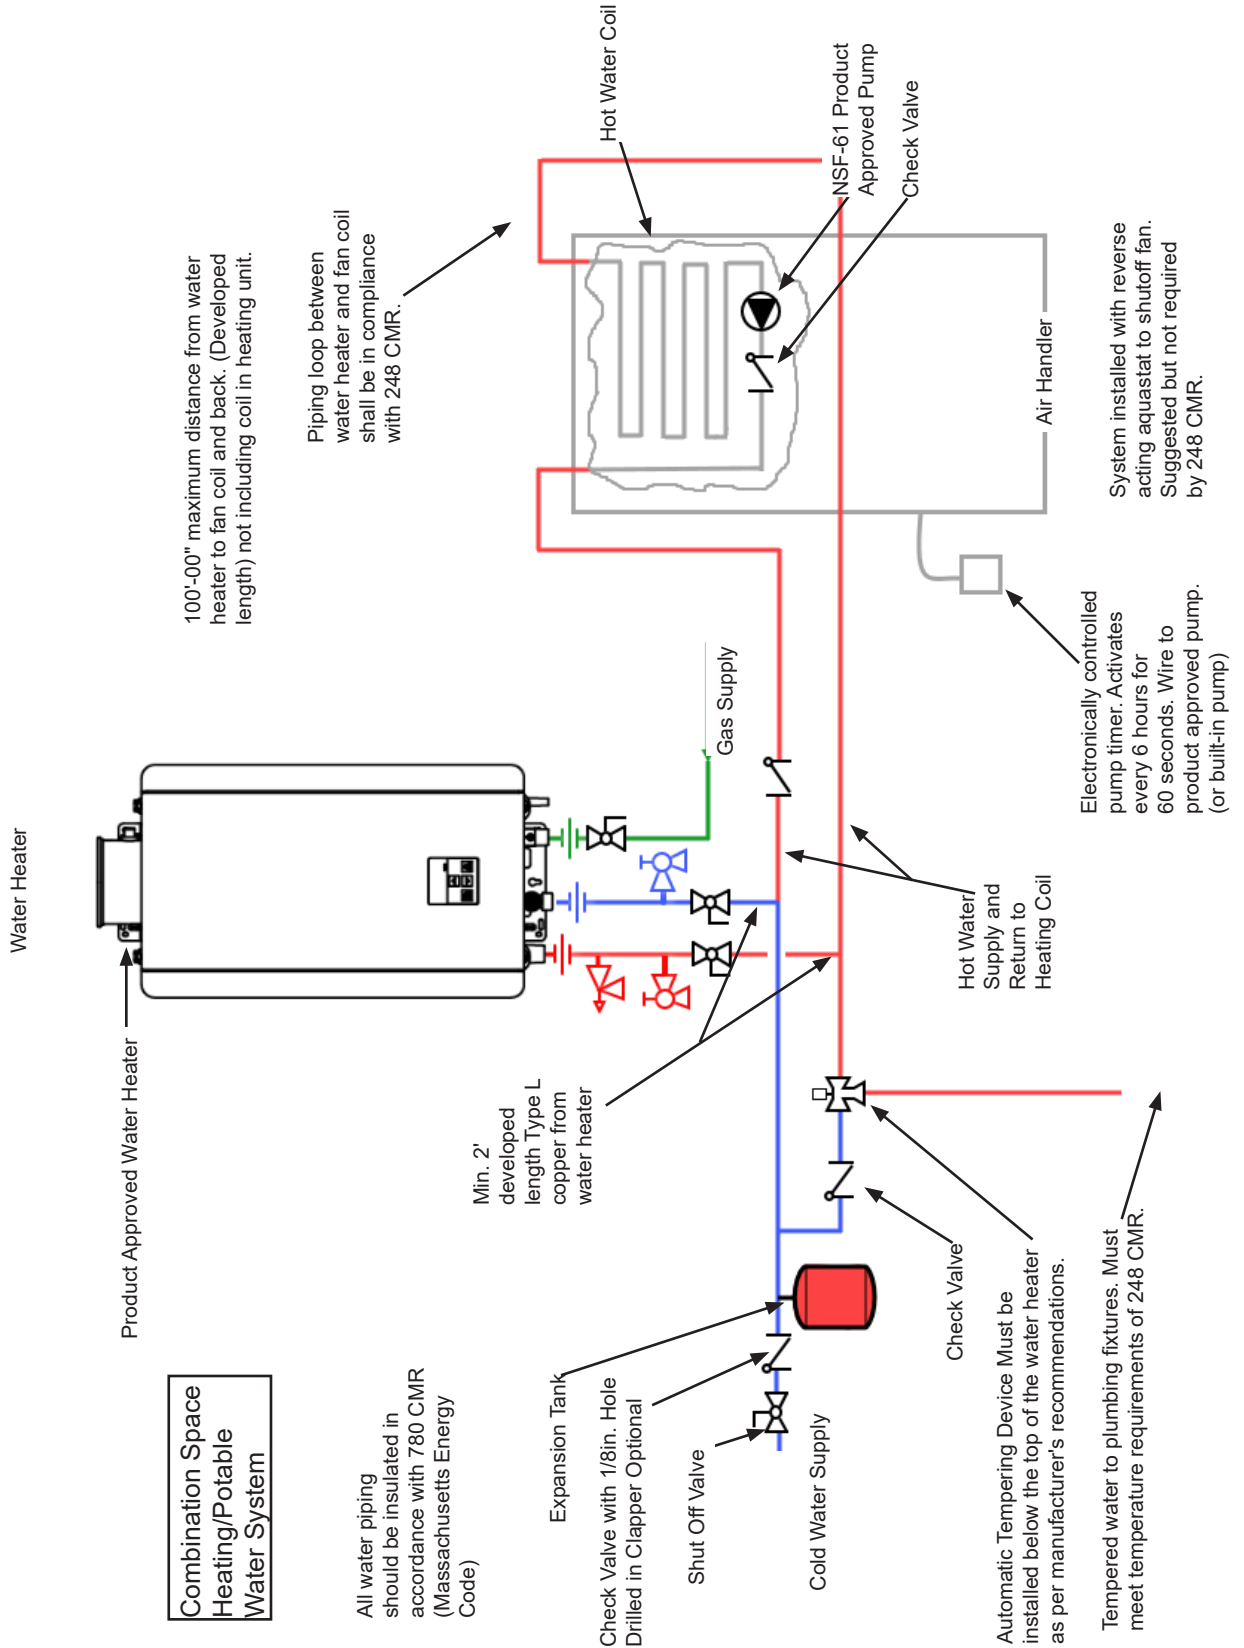 Water Heater
Combination Space
Heating/Potable
Water System
Product Approved Water Heater
100'-00" maximum distance from water
heater to fan coil and back. (Developed
length) not including coil in heating unit.
Piping loop between
water heater and fan coil
shall be in compliance
with 248 CMR.
Hot Water Coil
All water piping
should be insulated in
accordance with 780 CMR
(Massachusetts Energy
Code)
Min. 2'
developed
length Type L
copper from
water heater
Gas Supply
NSF-61 Product
Approved Pump
Check Valve
Expansion Tank
Check Valve with 1/8in. Hole
Drilled in Clapper Optional
Shut Off Valve
Cold Water Supply
Check Valve
Hot Water
Supply and
Return to
Heating Coil
Air Handler
Automatic Tempering Device Must be
installed below the top of the water heater
as per manufacturer's recommendations.
Tempered water to plumbing fixtures. Must
meet temperature requirements of 248 CMR.
Electronically controlled
pump timer. Activates
every 6 hours for
60 seconds. Wire to
product approved pump.
(or built-in pump)
System installed with reverse
acting aquastat to shutoff fan.
Suggested but not required
by 248 CMR.